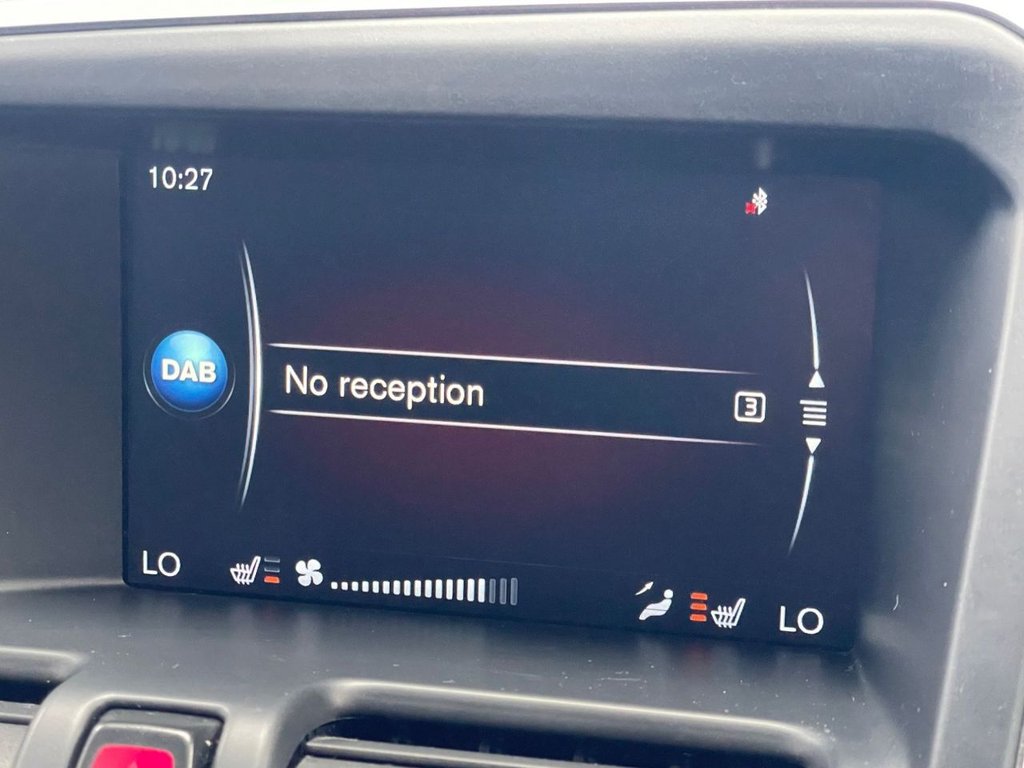 10:27
DAB
No reception
3
LO
LO